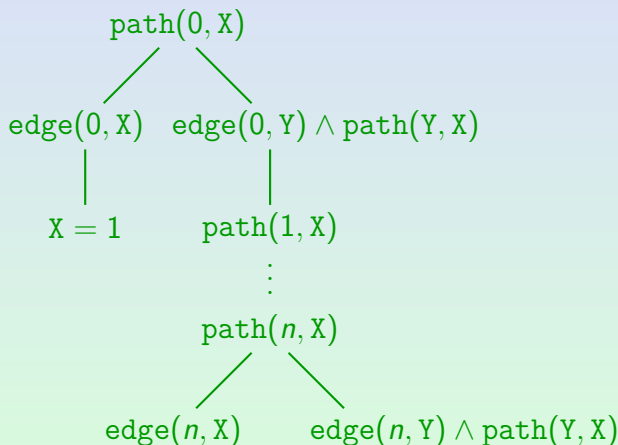 path(0, X)
edge(0, X) edge(0, Y) ∧ path(Y, X)
X = 1 path(1, X)
⋮
path(n, X)
edge(n, X) edge(n, Y) ∧ path(Y, X)